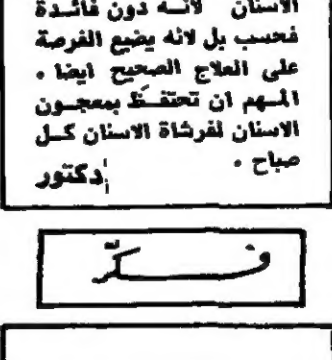 الاسنان لانه دون فائدة
فحسب بل لانه يضيع الفرصة
على العلاج الصحيح ايضا .
المهم ان تحتفظ بمعجون
الاسنان لفرشاة الاسنان كل
صباح .
دكتور
فكّر